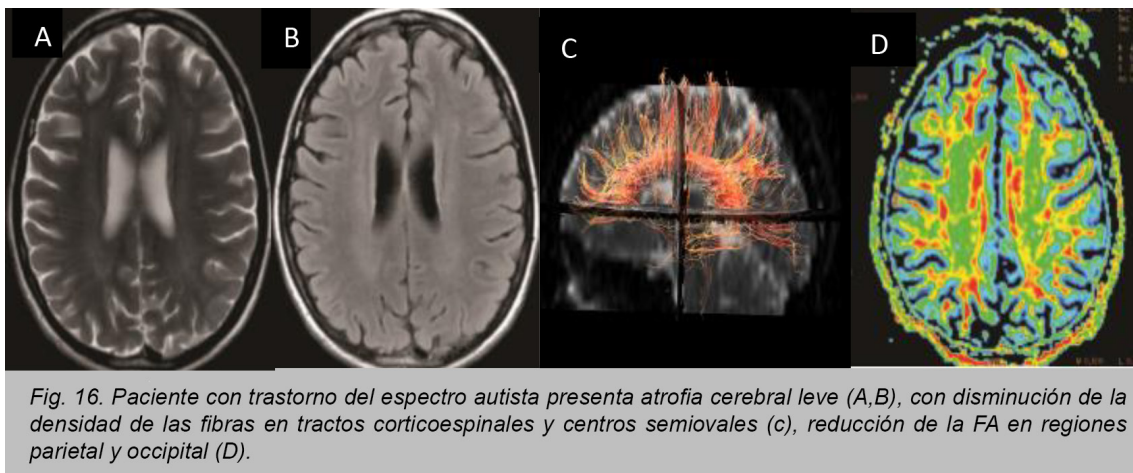 A
B
C
D
Fig. 16. Paciente con trastorno del espectro autista presenta atrofia cerebral leve (A,B), con disminución de la
densidad de las fibras en tractos corticoespinales y centros semiovales (c), reducción de la FA en regiones
parietal y occipital (D).